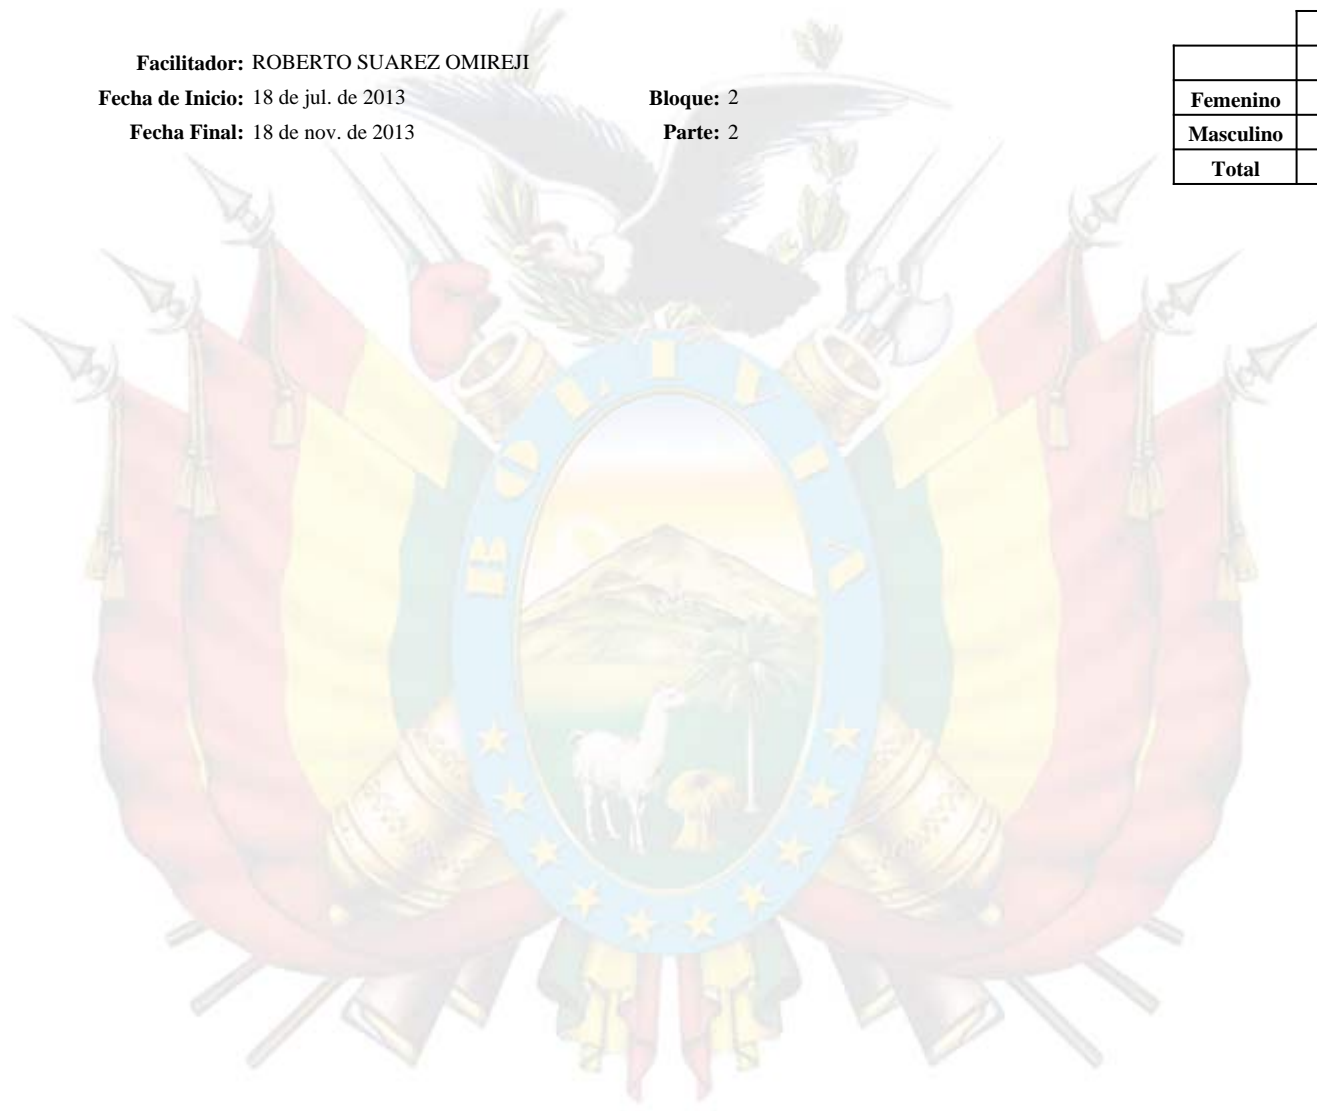 Facilitador: ROBERTO SUAREZ OMIREJI
Fecha de Inicio: 18 de jul. de 2013 Bloque: 2
Fecha Final: 18 de nov. de 2013 Parte: 2
Femenino
Masculino
Total
BOLIVIA